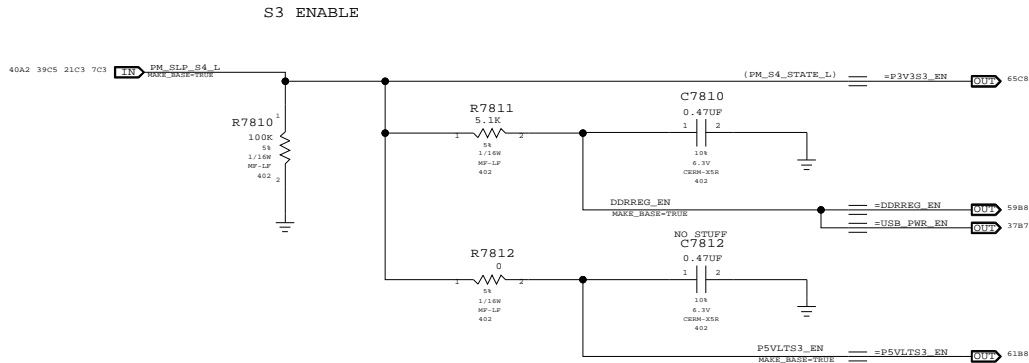 S3 ENABLE
40A2 39C5 21C3 7C3 IN PM_SLP_S4_L
MAKE_BASE=TRUE
(PM_S4_STATE_L) =P3V3S3_EN OUT 65C8
R7810
1
100K
5%
1/16W
MF-LF
402
2
R7811
5.1K
1 2
5%
1/16W
MF-LF
402
C7810
0.47UF
1 2
10%
6.3V
CERM-X5R
402
DDRREG_EN
MAKE_BASE=TRUE
=DDRREG_EN OUT 59B8
=USB_PWR_EN OUT 37B7
R7812
0
1 2
5%
1/16W
MF-LF
402
NO STUFF
C7812
0.47UF
1 2
10%
6.3V
CERM-X5R
402
P5VLTS3_EN
MAKE_BASE=TRUE
=P5VLTS3_EN OUT 61B8